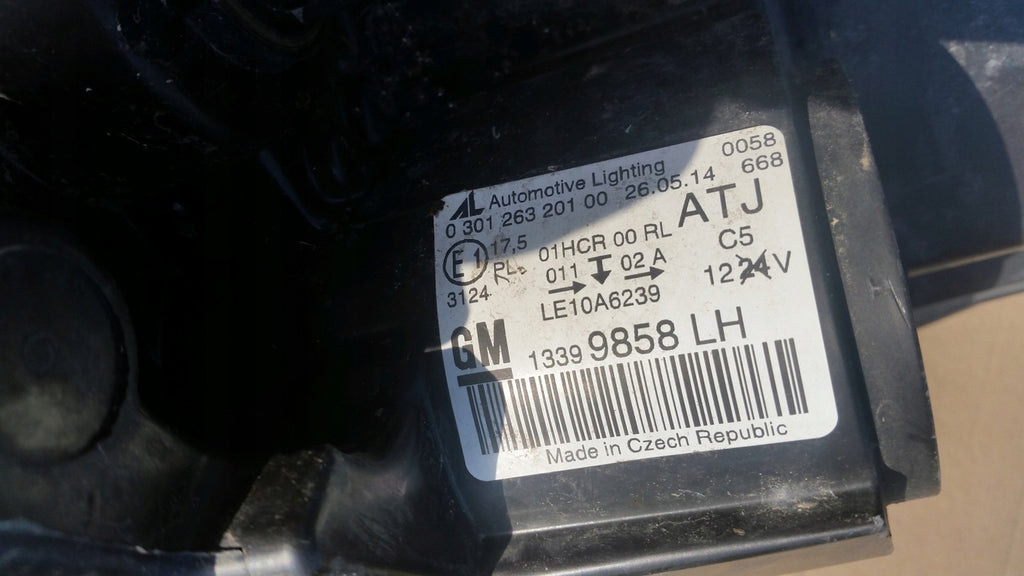 AL Automotive Lighting 0058
0 301 263 201 00 26.05.14 668
E1 17,5 01HCR 00 RL ATJ
PL 011 02 A C5
3124 LE10A6239 12 24 V
GM 1339 9858 LH
Made in Czech Republic